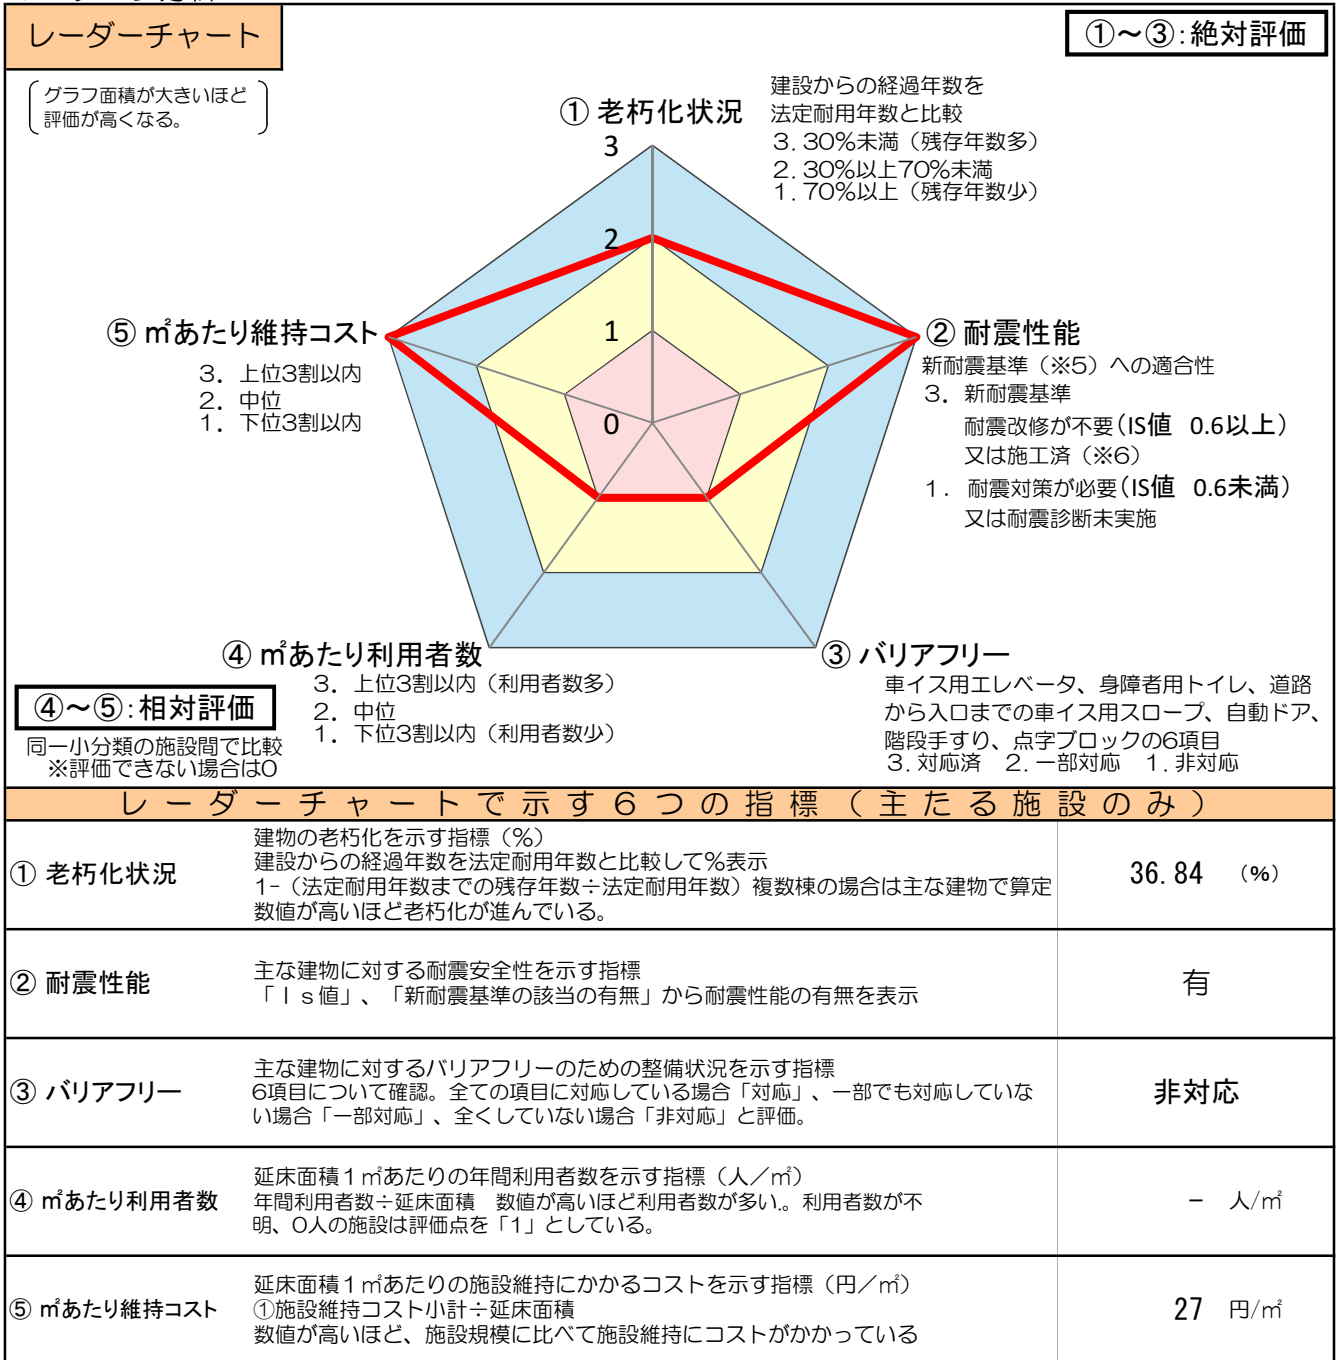 レーダーチャート
①～③:絶対評価
グラフ面積が大きいほど
評価が高くなる。
① 老朽化状況
建設からの経過年数を
法定耐用年数と比較
3.30%未満（残存年数多）
2.30%以上70%未満
1.70%以上（残存年数少）
3
2
1
0
⑤ ㎡あたり維持コスト
3．上位3割以内
2．中位
1．下位3割以内
② 耐震性能
新耐震基準（※5）への適合性
3．新耐震基準
耐震改修が不要(IS値 0.6以上)
又は施工済（※6）
1．耐震対策が必要(IS値 0.6未満)
又は耐震診断未実施
④ ㎡あたり利用者数
3．上位3割以内（利用者数多）
2．中位
1．下位3割以内（利用者数少）
③ バリアフリー
車イス用エレベータ、身障者用トイレ、道路
から入口までの車イス用スロープ、自動ドア、
階段手すり、点字ブロックの6項目
3.対応済 2.一部対応 1.非対応
④～⑤:相対評価
同一小分類の施設間で比較
※評価できない場合は0
レーダーチャートで示す６つの指標（主たる施設のみ）
① 老朽化状況
建物の老朽化を示す指標（%）
建設からの経過年数を法定耐用年数と比較して%表示
1-（法定耐用年数までの残存年数÷法定耐用年数）複数棟の場合は主な建物で算定
数値が高いほど老朽化が進んでいる。
36.84 （%）
② 耐震性能
主な建物に対する耐震安全性を示す指標
「Ｉｓ値」、「新耐震基準の該当の有無」から耐震性能の有無を表示
有
③ バリアフリー
主な建物に対するバリアフリーのための整備状況を示す指標
6項目について確認。全ての項目に対応している場合「対応」、一部でも対応していな
い場合「一部対応」、全くしていない場合「非対応」と評価。
非対応
④ ㎡あたり利用者数
延床面積１㎡あたりの年間利用者数を示す指標（人／㎡）
年間利用者数÷延床面積 数値が高いほど利用者数が多い。利用者数が不
明、0人の施設は評価点を「1」としている。
－ 人/㎡
⑤ ㎡あたり維持コスト
延床面積１㎡あたりの施設維持にかかるコストを示す指標（円／㎡）
①施設維持コスト小計÷延床面積
数値が高いほど、施設規模に比べて施設維持にコストがかかっている
27 円/㎡